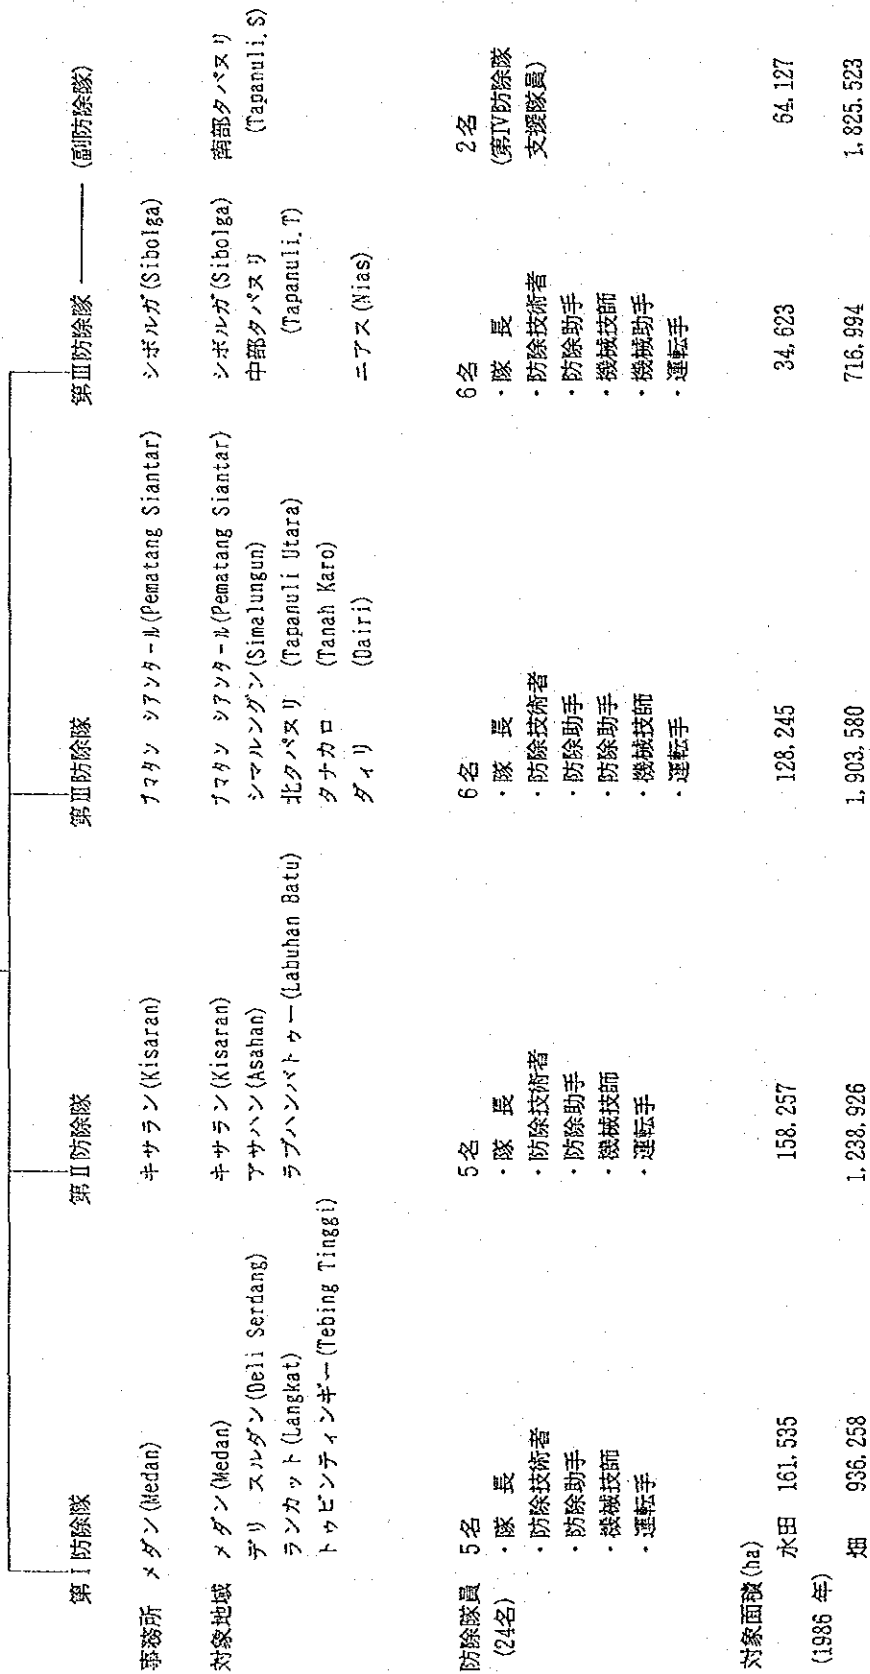 第Ⅰ防除隊 第Ⅱ防除隊 第Ⅲ防除隊 第Ⅲ防除隊 (副防除隊)
事務所 メダン(Medan) キサラン(Kisaran) プマタン シアンタール(Pematang Siantar) シボルガ(Sibolga)
対象地域 メダン(Medan) キサラン(Kisaran) プマタン シアンタール(Pematang Siantar) シボルガ(Sibolga) 南部タパヌリ
デリ スルダン(Deli Serdang) アサハン(Asahan) シマルングン(Simalungun) 中部タパヌリ (Tapanuli.S)
ランカット(Langkat) ラブハンバトゥー(Labuhan Batu) 北タパヌリ (Tapanuli Utara) (Tapanuli.T)
トゥビンティンギー(Tebing Tinggi) タナカロ (Tanah Karo)
ダイリ (Dairi) ニアス(Nias)
防除隊員 5名 5名 6名 6名 2名
(24名) ・隊 長 ・隊 長 ・隊 長 ・隊 長 (第Ⅳ防除隊
・防除技術者 ・防除技術者 ・防除技術者 ・防除技術者 支援隊員)
・防除助手 ・防除助手 ・防除助手 ・防除助手
・機械技師 ・機械技師 ・防除助手 ・機械技師
・運転手 ・運転手 ・機械技師 ・機械助手
・運転手 ・運転手
対象面積(ha)
水田 161.535 158.257 128.245 34,623 64.127
(1986 年)
畑 936.258 1.238.926 1.903.580 716.994 1.825.523